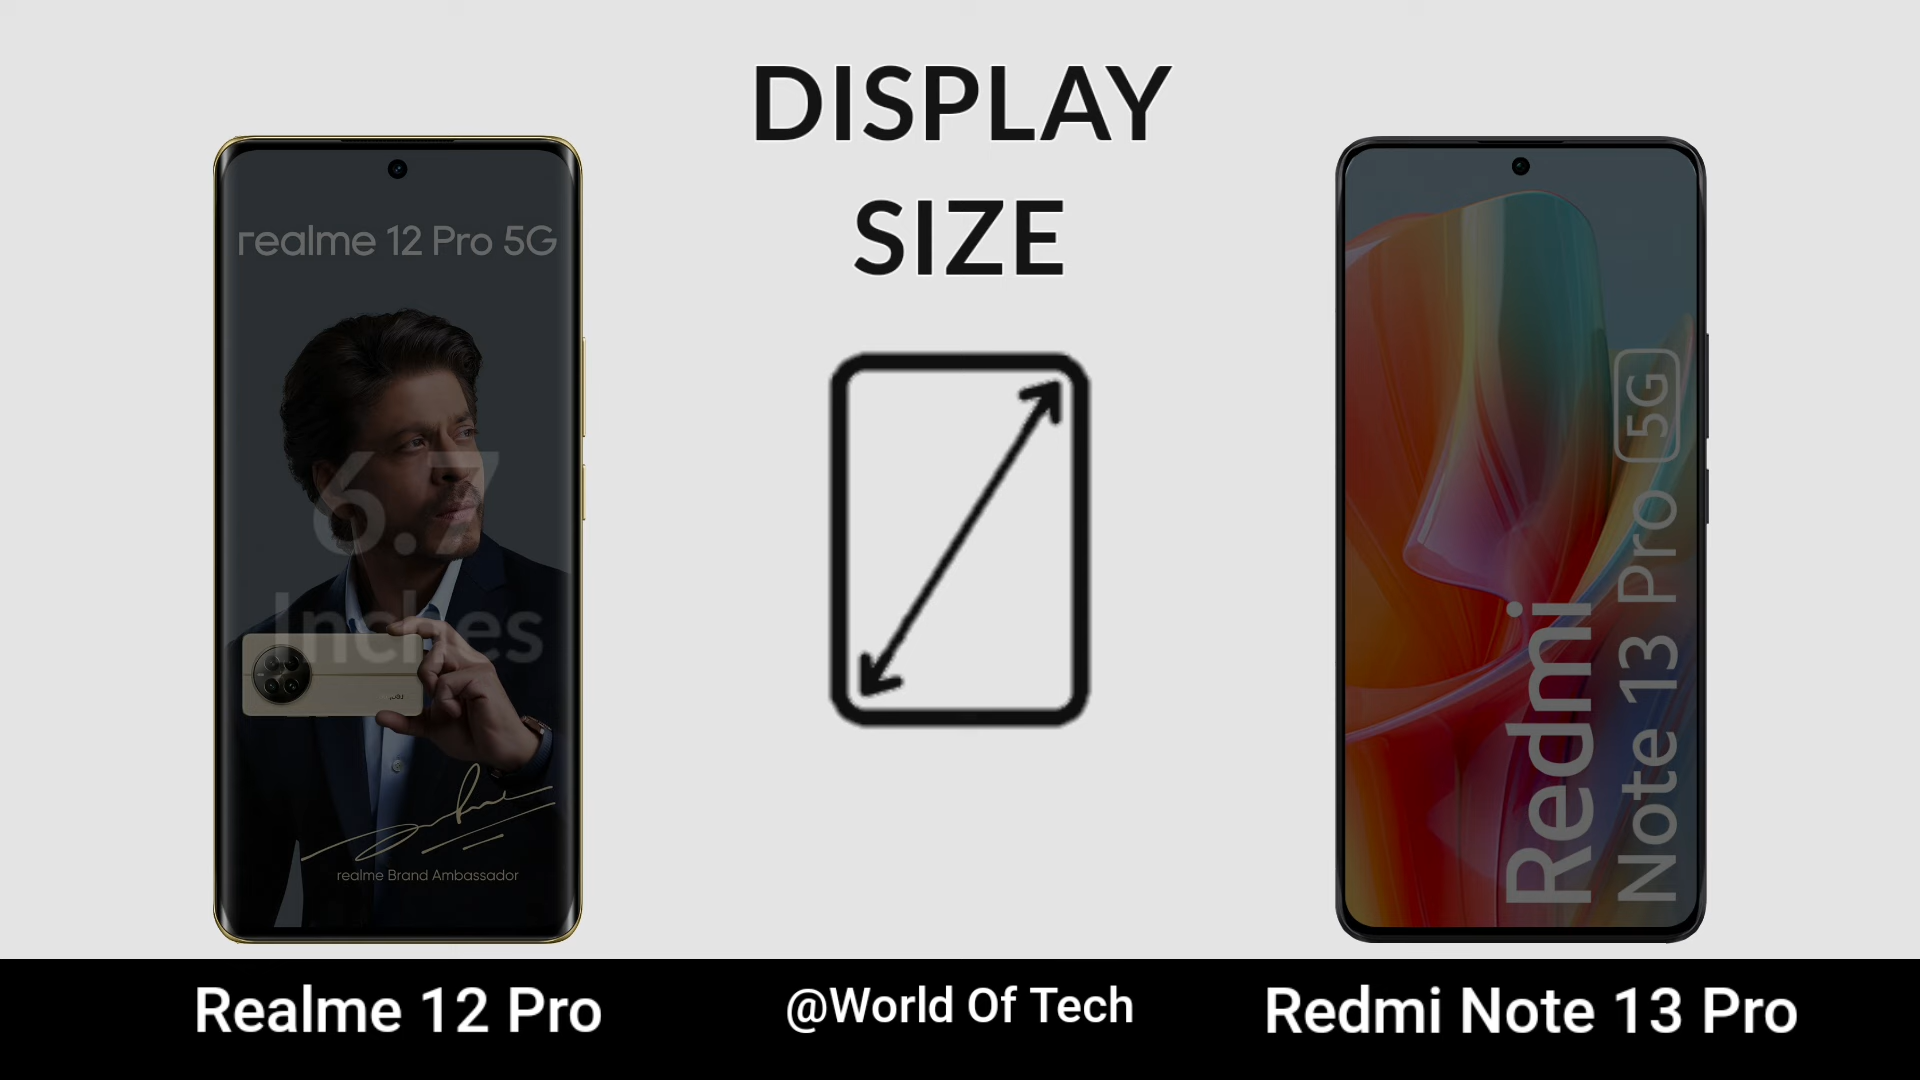 DISPLAY
SIZE
realme 12 Pro 5G
6.7
Inches
realme Brand Ambassador
Redmi
Note 13 Pro 5G
Realme 12 Pro
@World Of Tech
Redmi Note 13 Pro